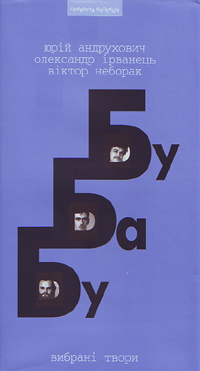 юрій андрухович
олександр ірванець
віктор неборак
Бу
Ба
Бу
вибрані твори